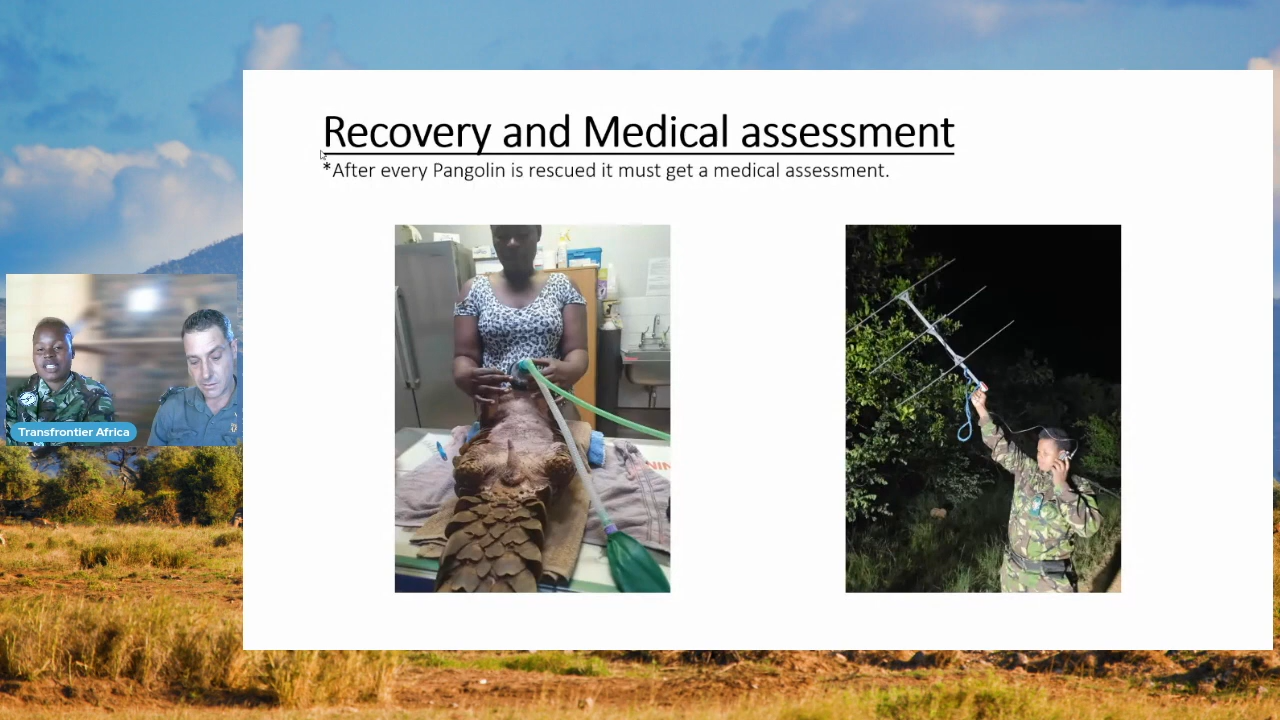 Recovery and Medical assessment
*After every Pangolin is rescued it must get a medical assessment.
Transfrontier Africa